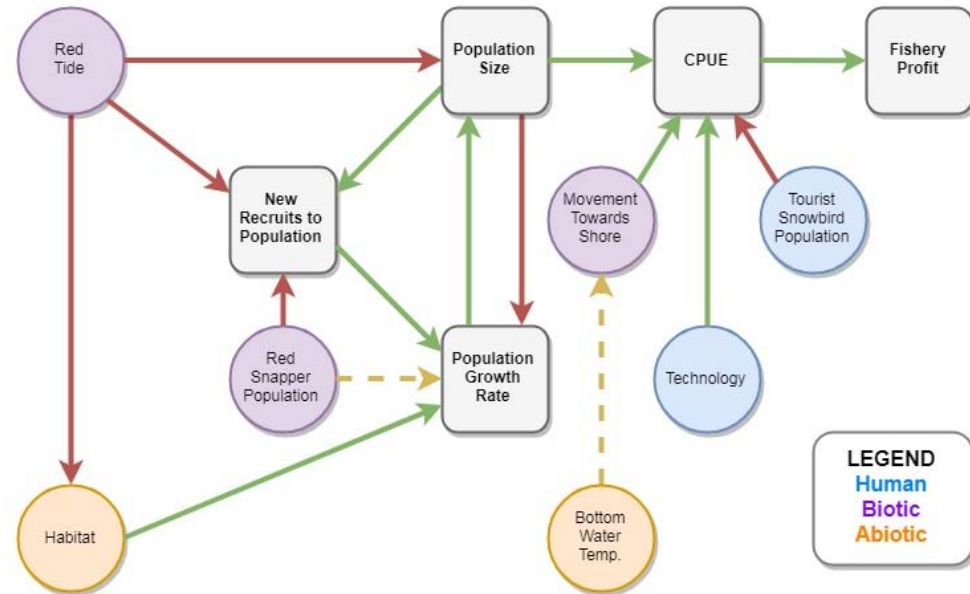 Red
Tide
Population
Size
CPUE
Fishery
Profit
New
Recruits to
Population
Movement
Towards
Shore
Tourist
Snowbird
Population
Red
Snapper
Population
Population
Growth
Rate
Technology
Habitat
Bottom
Water
Temp.
LEGEND
Human
Biotic
Abiotic